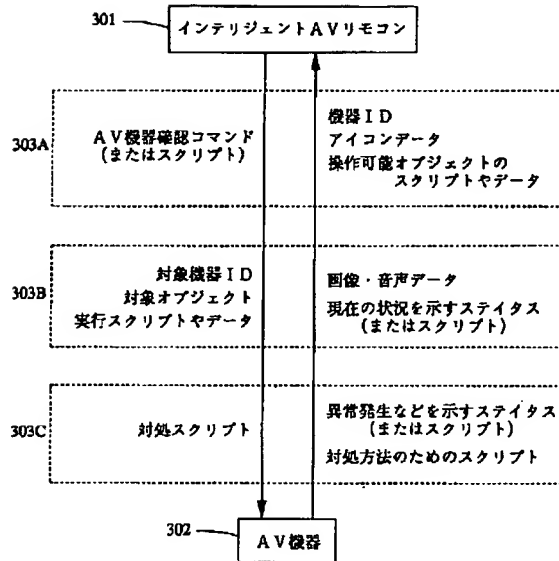 301
インテリジェントAVリモコン
303A
AV機器確認コマンド
(またはスクリプト)
機器ID
アイコンデータ
操作可能オブジェクトの
スクリプトやデータ
303B
対象機器ID
対象オブジェクト
実行スクリプトやデータ
画像・音声データ
現在の状況を示すステイタス
(またはスクリプト)
303C
対処スクリプト
異常発生などを示すステイタス
(またはスクリプト)
対処方法のためのスクリプト
302
AV機器